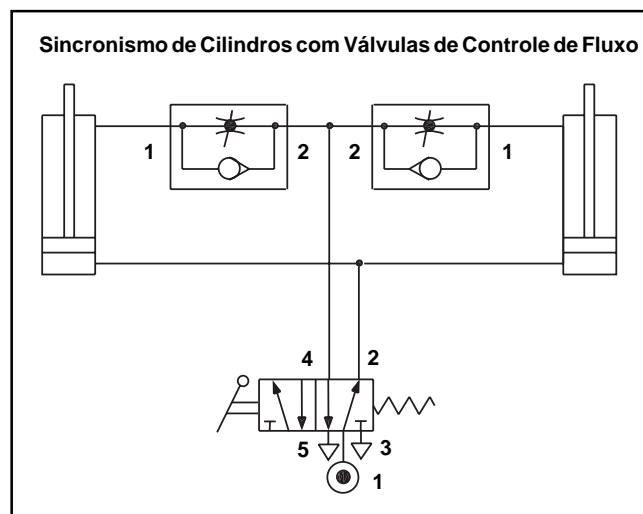 Sincronismo de Cilindros com Válvulas de Controle de Fluxo
1 2 2 1
4 2
5 3
1